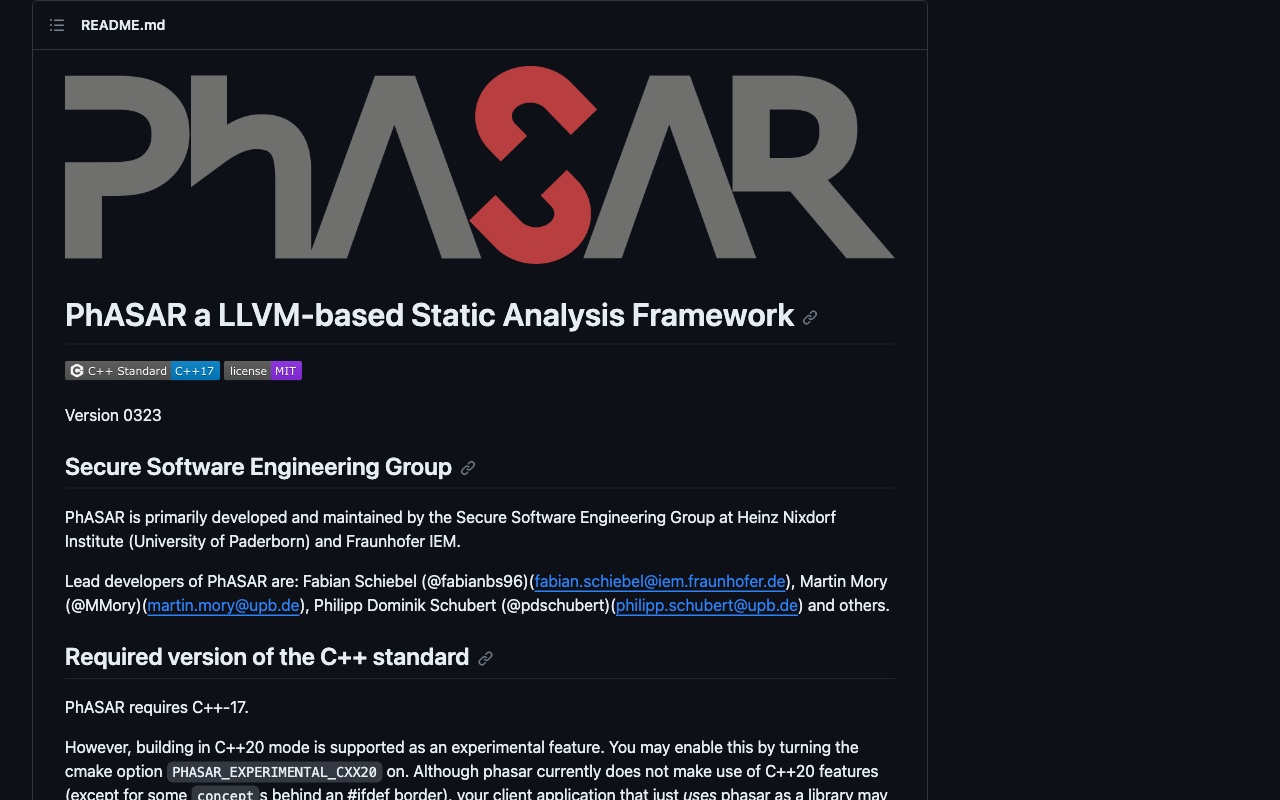 README.md
PhASAR
PhASAR a LLVM-based Static Analysis Framework
C++ Standard C++17 license MIT
Version 0323
Secure Software Engineering Group
PhASAR is primarily developed and maintained by the Secure Software Engineering Group at Heinz Nixdorf
Institute (University of Paderborn) and Fraunhofer IEM.
Lead developers of PhASAR are: Fabian Schiebel (@fabianbs96)(fabian.schiebel@iem.fraunhofer.de), Martin Mory
(@MMory)(martin.mory@upb.de), Philipp Dominik Schubert (@pdschubert)(philipp.schubert@upb.de) and others.
Required version of the C++ standard
PhASAR requires C++-17.
However, building in C++20 mode is supported as an experimental feature. You may enable this by turning the
cmake option PHASAR_EXPERIMENTAL_CXX20 on. Although phasar currently does not make use of C++20 features
(except for some concept s behind an #ifdef border), your client application that just uses phasar as a library may